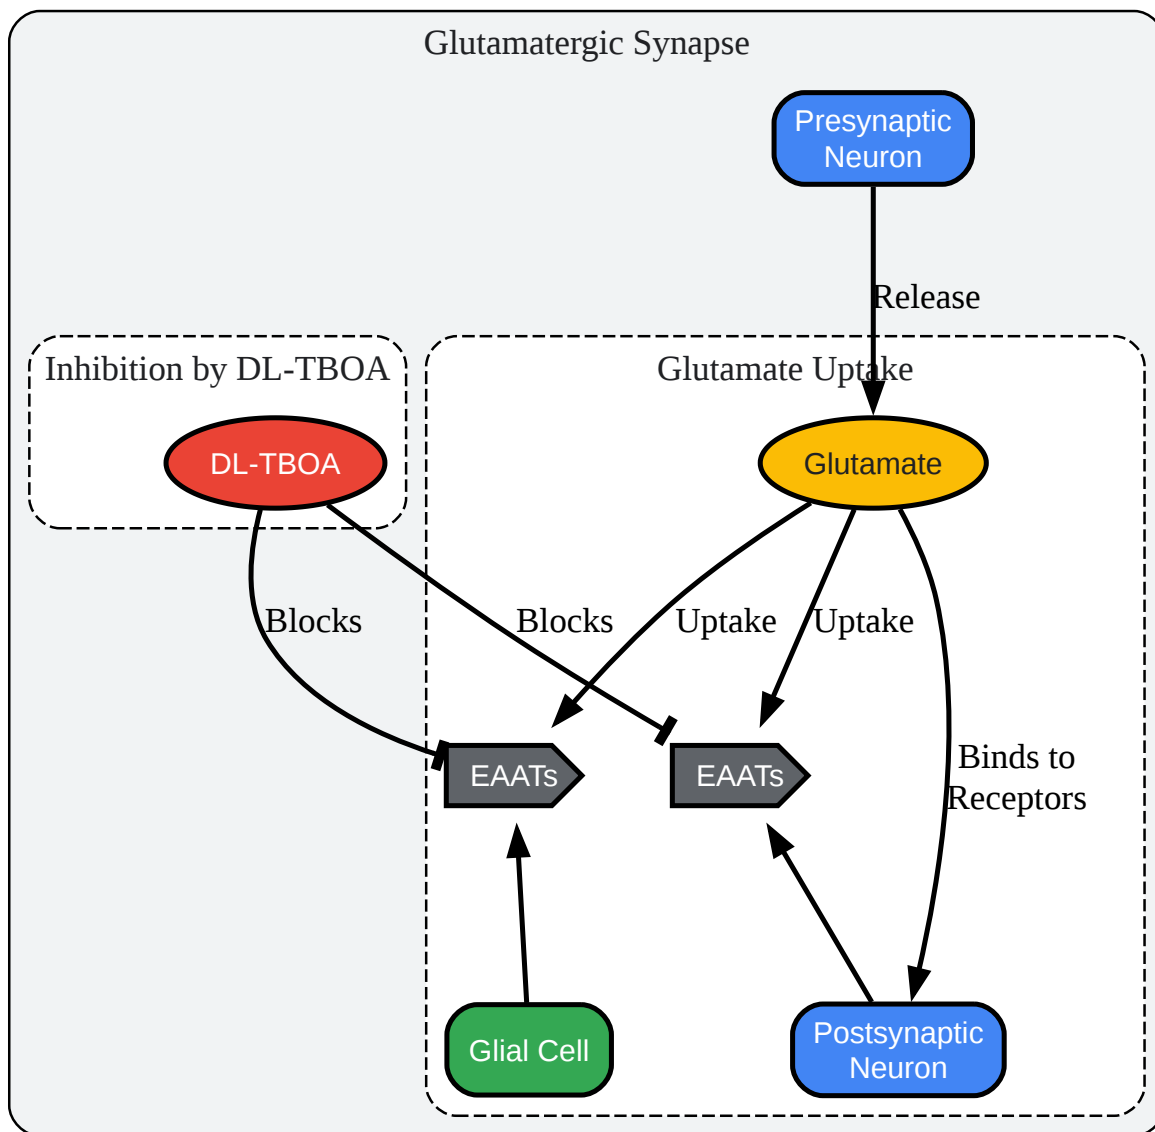 Glutamatergic Synapse
Presynaptic
Neuron
Release
Inhibition by DL-TBOA
Glutamate Uptake
DL-TBOA
Glutamate
Blocks
Blocks
Uptake
Uptake
Binds to
Receptors
EAATs
EAATs
Glial Cell
Postsynaptic
Neuron